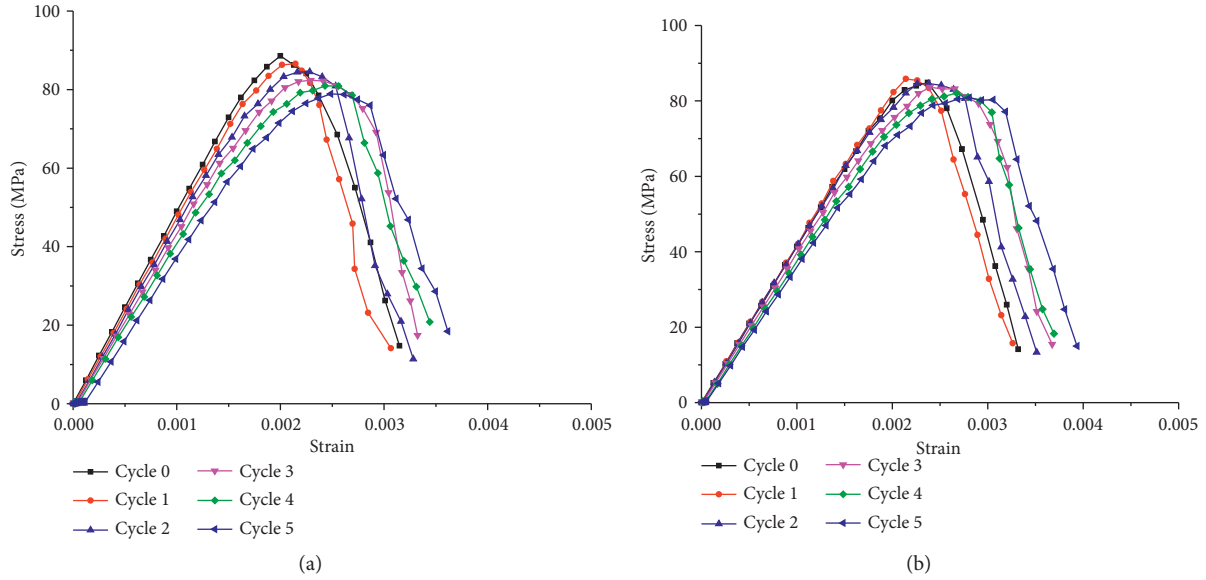 100
80
60
40
20
0
Stress (MPa)
0.000 0.001 0.002 0.003 0.004 0.005
Strain
Cycle 0 Cycle 3
Cycle 1 Cycle 4
Cycle 2 Cycle 5
(a)
100
80
60
40
20
0
Stress (MPa)
0.000 0.001 0.002 0.003 0.004 0.005
Strain
Cycle 0 Cycle 3
Cycle 1 Cycle 4
Cycle 2 Cycle 5
(b)